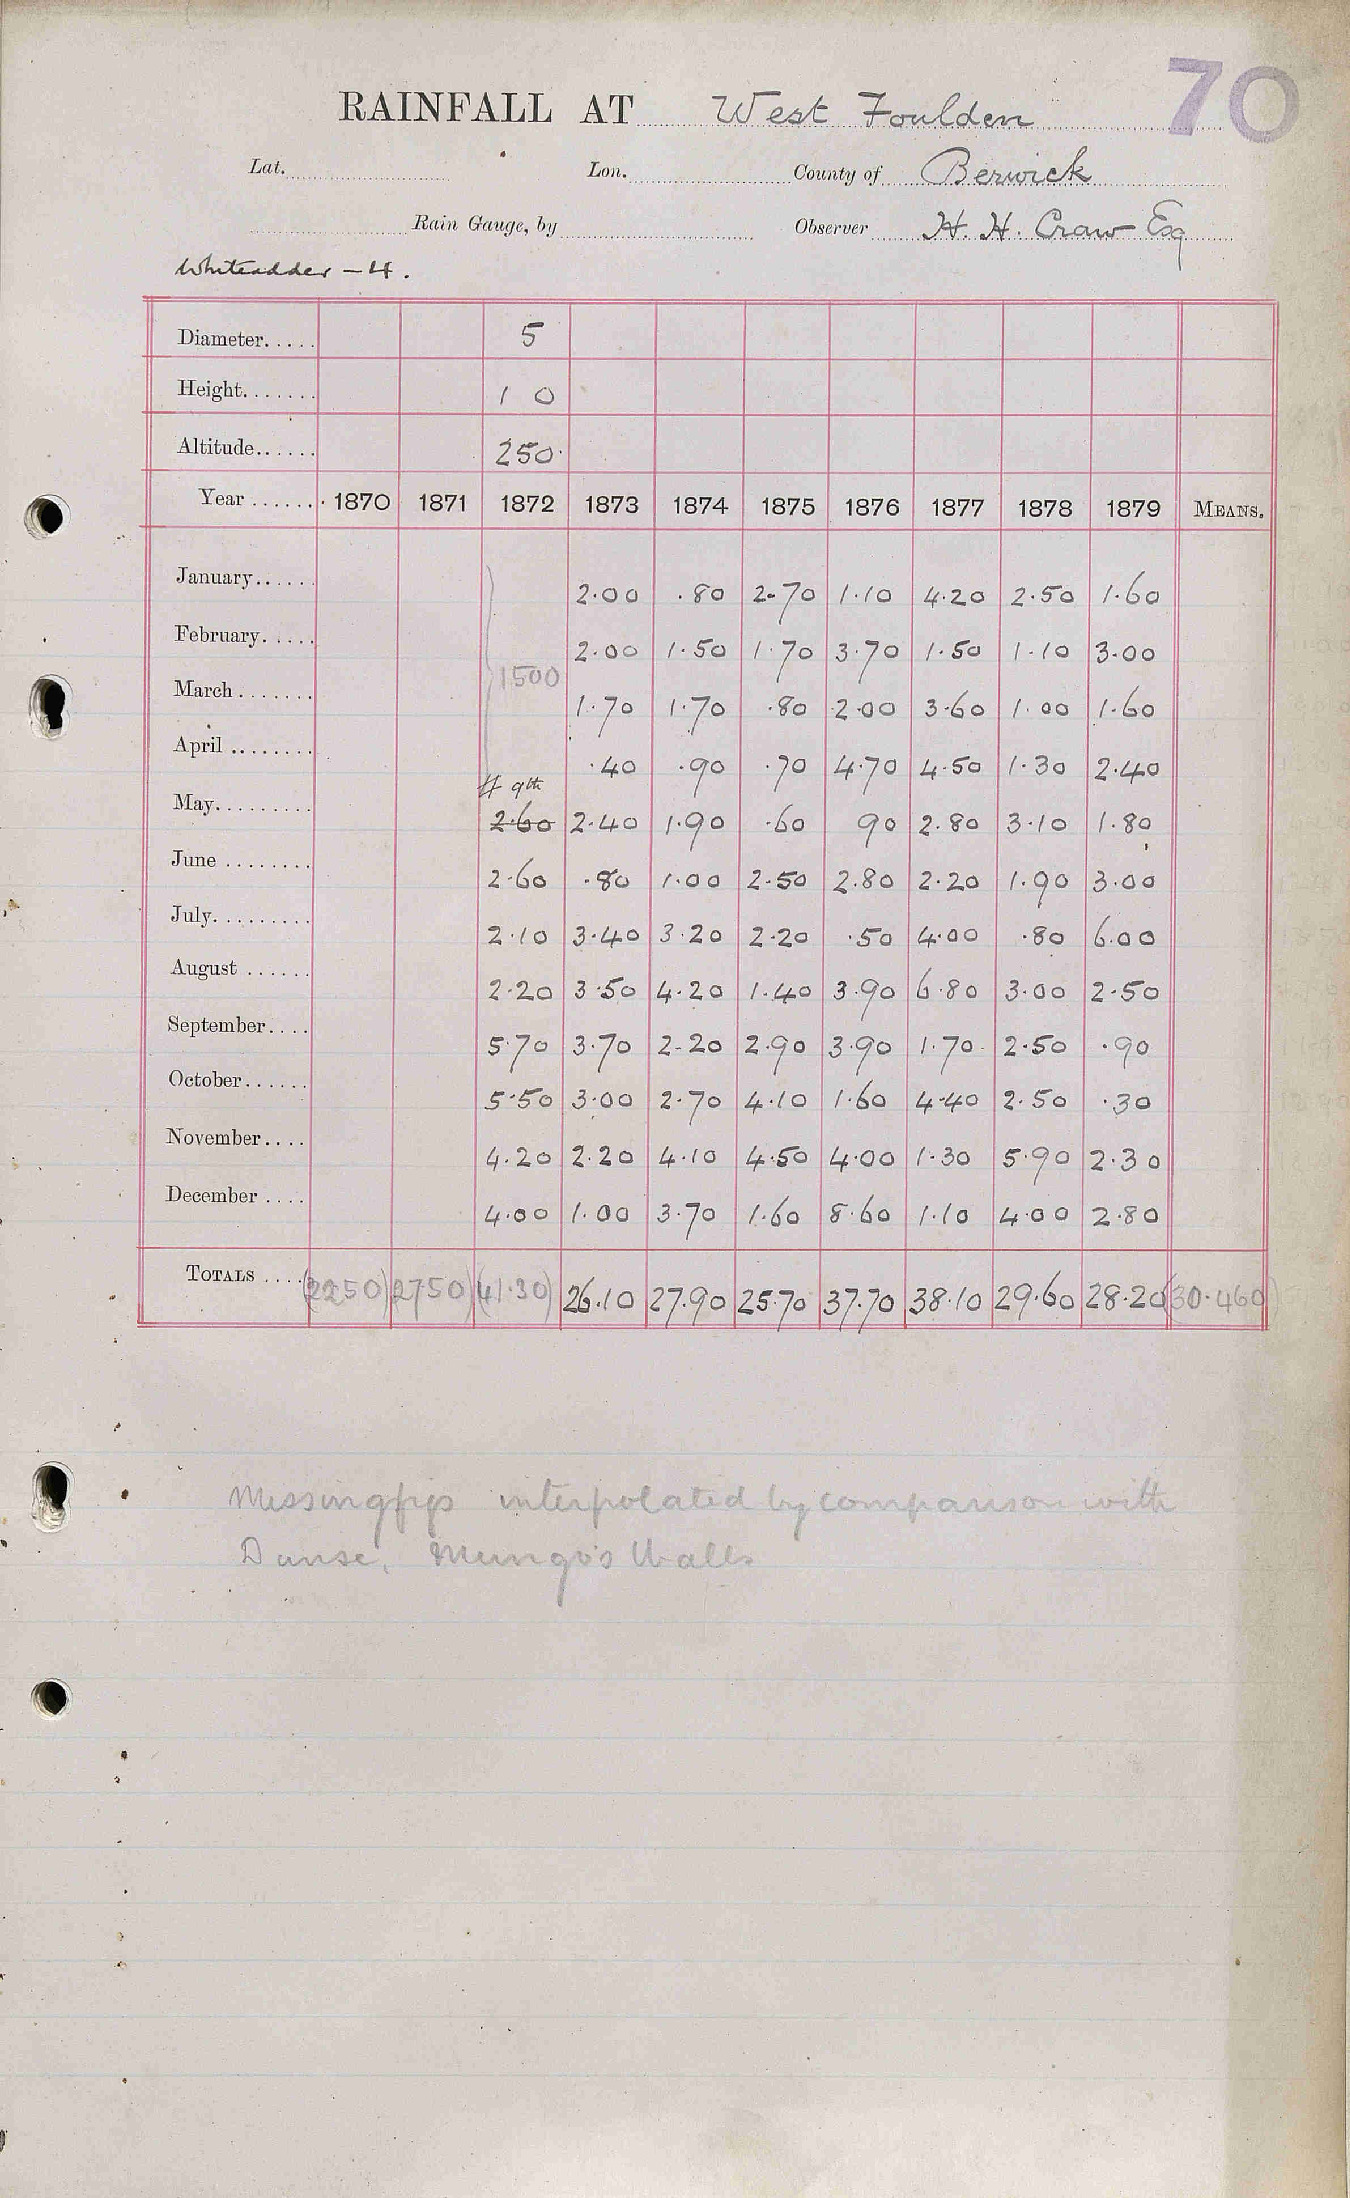 70
RAINFALL AT West Foulden
Lat. Lon. County of Berwick
Rain Gauge, by Observer H. H. Craw Esq
Whiteadder - 4.
Diameter..... 5
Height....... 1 0
Altitude...... 250.
Year ....... 1870 1871 1872 1873 1874 1875 1876 1877 1878 1879 MEANS.
January...... 2.00 .80 2.70 1.10 4.20 2.50 1.60
February..... 2.00 1.50 1.70 3.70 1.50 1.10 3.00
1500
March ....... 1.70 1.70 .80 2.00 3.60 1.00 1.60
April ........ .40 .90 .70 4.70 4.50 1.30 2.40
# 9th
May......... 2.60 2.40 1.90 .60 90 2.80 3.10 1.80
June ........ 2.60 .80 1.00 2.50 2.80 2.20 1.90 3.00
July......... 2.10 3.40 3.20 2.20 .50 4.00 .80 6.00
August ...... 2.20 3.50 4.20 1.40 3.90 6.80 3.00 2.50
September.... 5.70 3.70 2.20 2.90 3.90 1.70 2.50 .90
October...... 5.50 3.00 2.70 4.10 1.60 4.40 2.50 .30
November.... 4.20 2.20 4.10 4.50 4.00 1.30 5.90 2.30
December .... 4.00 1.00 3.70 1.60 8.60 1.10 4.00 2.80
TOTALS .... (2250) (2750) (41.30) 26.10 27.90 25.70 37.70 38.10 29.60 28.20 (30.460)
Missing figs interpolated by comparison with
Dunse, Mungo's Walls